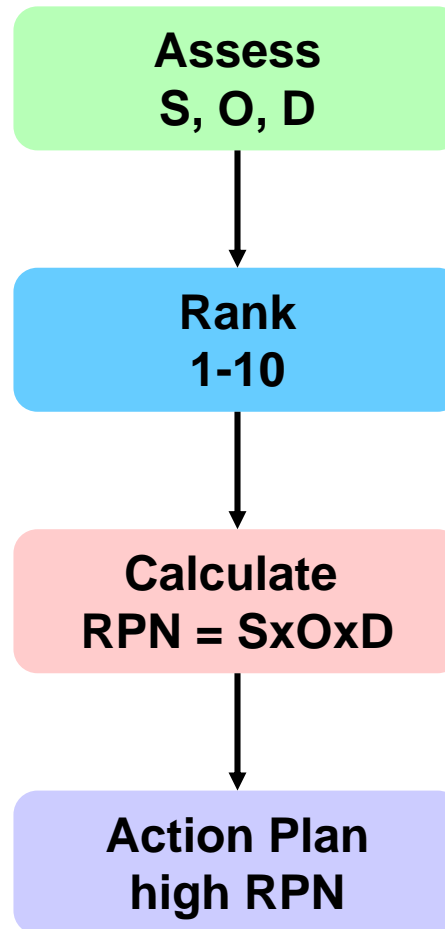 Assess
S, O, D
Rank
1-10
Calculate
RPN = SxOxD
Action Plan
high RPN